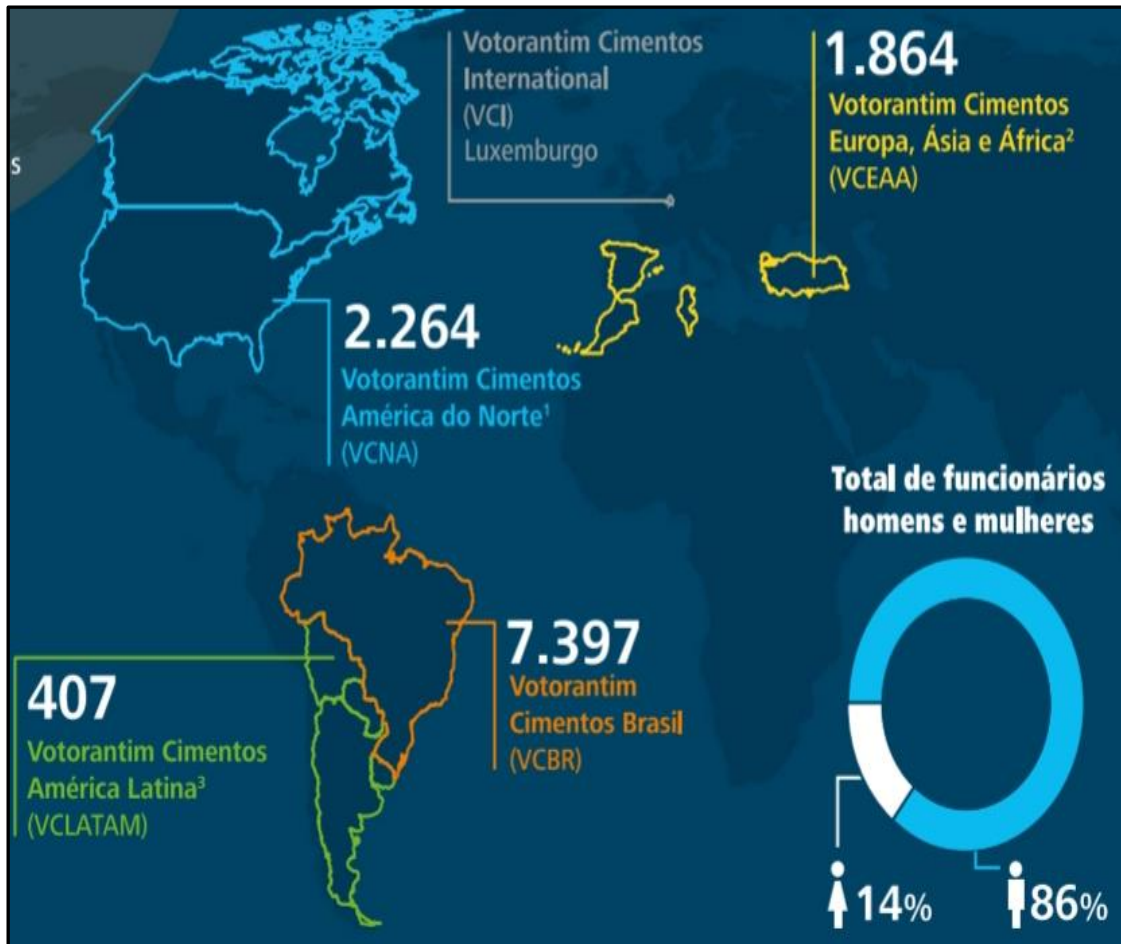 Votorantim Cimentos
International
(VCI)
Luxemburgo
1.864
Votorantim Cimentos
Europa, Ásia e África²
(VCEAA)
s
2.264
Votorantim Cimentos
América do Norte¹
(VCNA)
Total de funcionários
homens e mulheres
7.397
Votorantim
Cimentos Brasil
(VCBR)
407
Votorantim Cimentos
América Latina³
(VCLATAM)
14%
86%